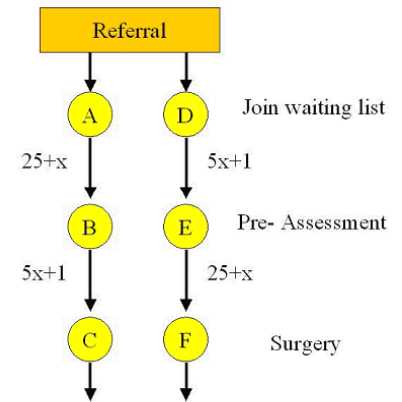 Referral
A D Join waiting list
25+x 5x+1
B E Pre- Assessment
5x+1 25+x
C F Surgery